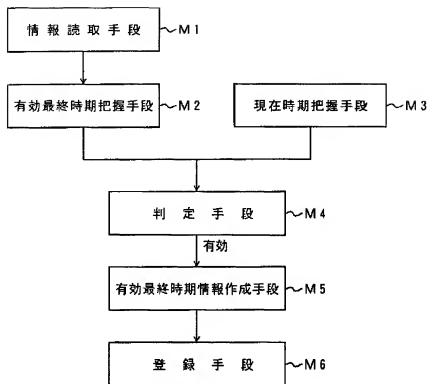 情報読取手段 M1
有効最終時期把握手段 M2
現在時期把握手段 M3
判定手段 M4
有効
有効最終時期情報作成手段 M5
登録手段 M6